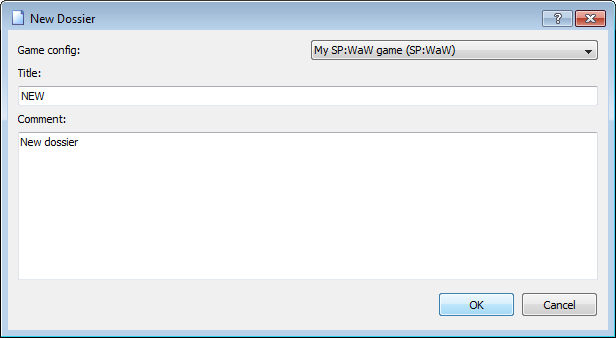 New Dossier
Game config: My SP:WaW game (SP:WaW)
Title:
NEW
Comment:
New dossier
OK Cancel